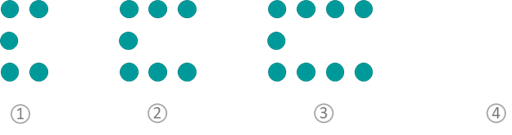 ① ② ③ ④